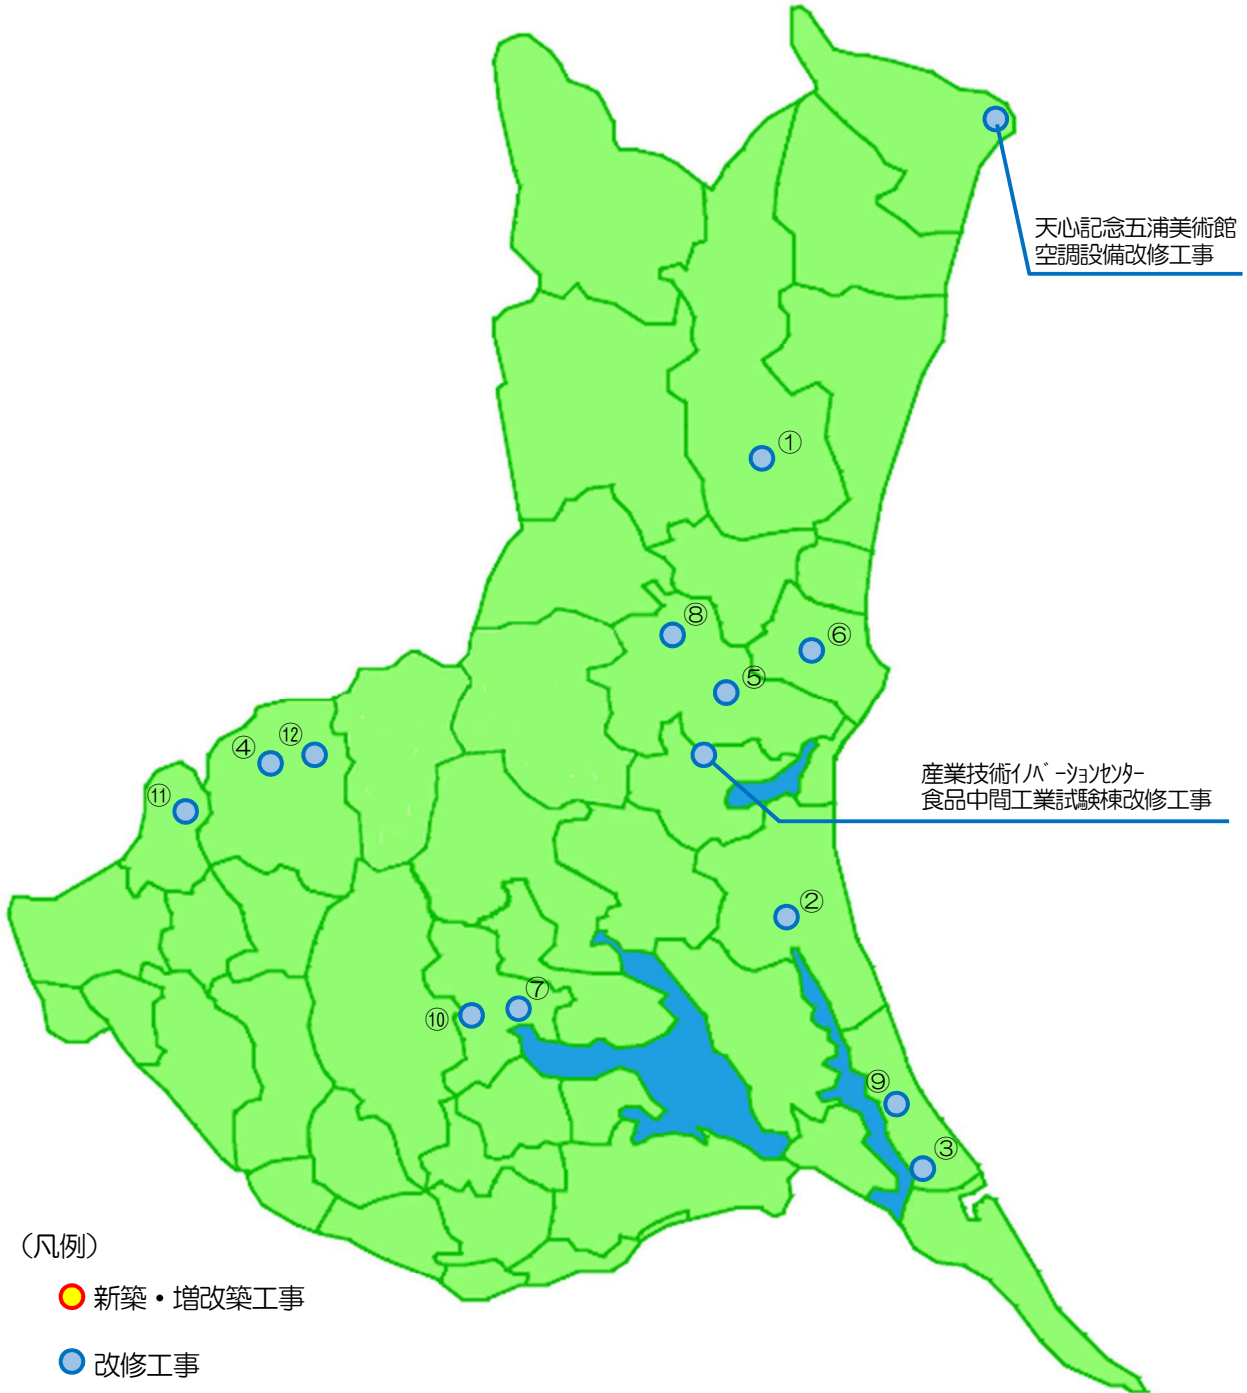 天心記念五浦美術館
空調設備改修工事
①
⑧
⑥
⑤
④
⑫
産業技術ｲﾉﾍﾞｰｼｮﾝｾﾝﾀｰ
食品中間工業試験棟改修工事
⑪
②
⑦
⑩
⑨
③
（凡例）
新築・増改築工事
改修工事